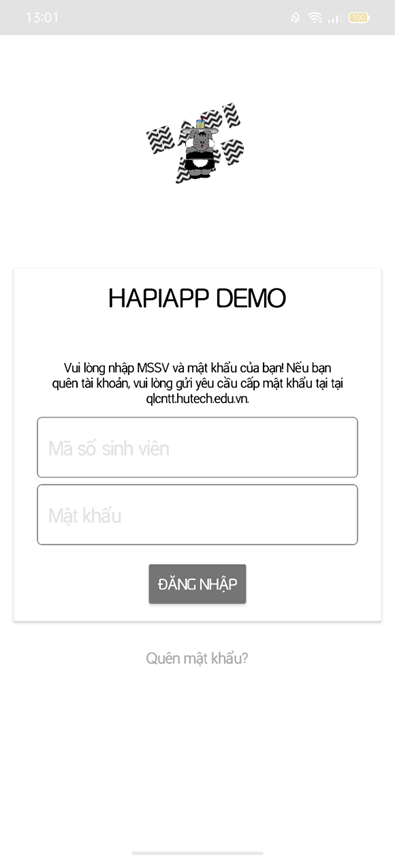 13:01
100
HAPIAPP DEMO
Vui lòng nhập MSSV và mật khẩu của bạn! Nếu bạn
quên tài khoản, vui lòng gửi yêu cầu cấp mật khẩu tại tại
qlcntt.hutech.edu.vn.
Mã số sinh viên
Mật khẩu
ĐĂNG NHẬP
Quên mật khẩu?